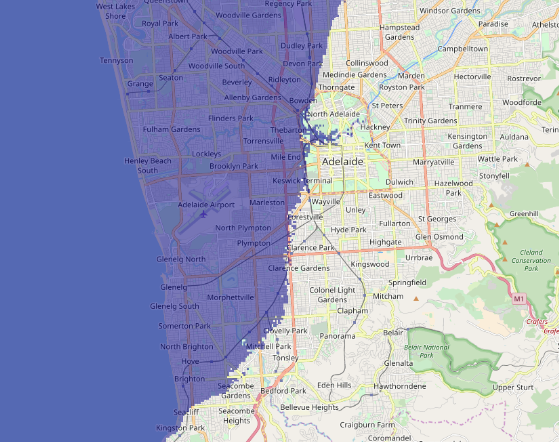 Queenstown
Regency Park
Windsor Gardens
West Lakes
Shore
Woodville Gardens
Paradise
Royal Park
Hampstead
Gardens
Albert Park
Dudley Park
Campbelltown
Woodville Park
Tennyson
Woodville South
Devon Park
Collinswood
Medindie Gardens
Marden
Hectorville
Rostrevor
Seaton
Grange
Beverley
Ridleyton
Thorngate
Royston Park
Allenby Gardens
Bowden
St Peters
Tranmere
Woodforde
North Adelaide
Flinders Park
Trinity Gardens
Fulham Gardens
Thebarton
Hackney
Kensington
Gardens
Auldana
Torrensville
Kent Town
Lockleys
Mile End
Adelaide
Marryatville
Wattle Park
Henley Beach
South
Brooklyn Park
Stonyfell
Keswick Terminal
Dulwich
Hazelwood
Park
Eastwood
Adelaide Airport
Marleston
Wayville
Unley
Fullarton
St Georges
Greenhill
Forestville
North Plympton
Hyde Park
Glen Osmond
Plympton
Clarence Park
Highgate
Cleland
Conservation
Park
Glenelg North
Kingswood
Urrbrae
Clarence Gardens
Glenelg
Springfield
Morphettville
Colonel Light
Gardens
Mitcham
M1
Glenelg South
Clapham
Crafers
Somerton Park
Dovelly Park
Panorama
Belair
North Brighton
Mitchell Park
Belair National
Park
Hove
Tonsley
Glenalta
Brighton
Seacombe
Gardens
Bedford Park
Eden Hills
Hawthorndene
Upper Sturt
Seacliff
Seacombe
Heights
Bellevue Heights
Kingston Park
Craigburn Farm
Coromandel